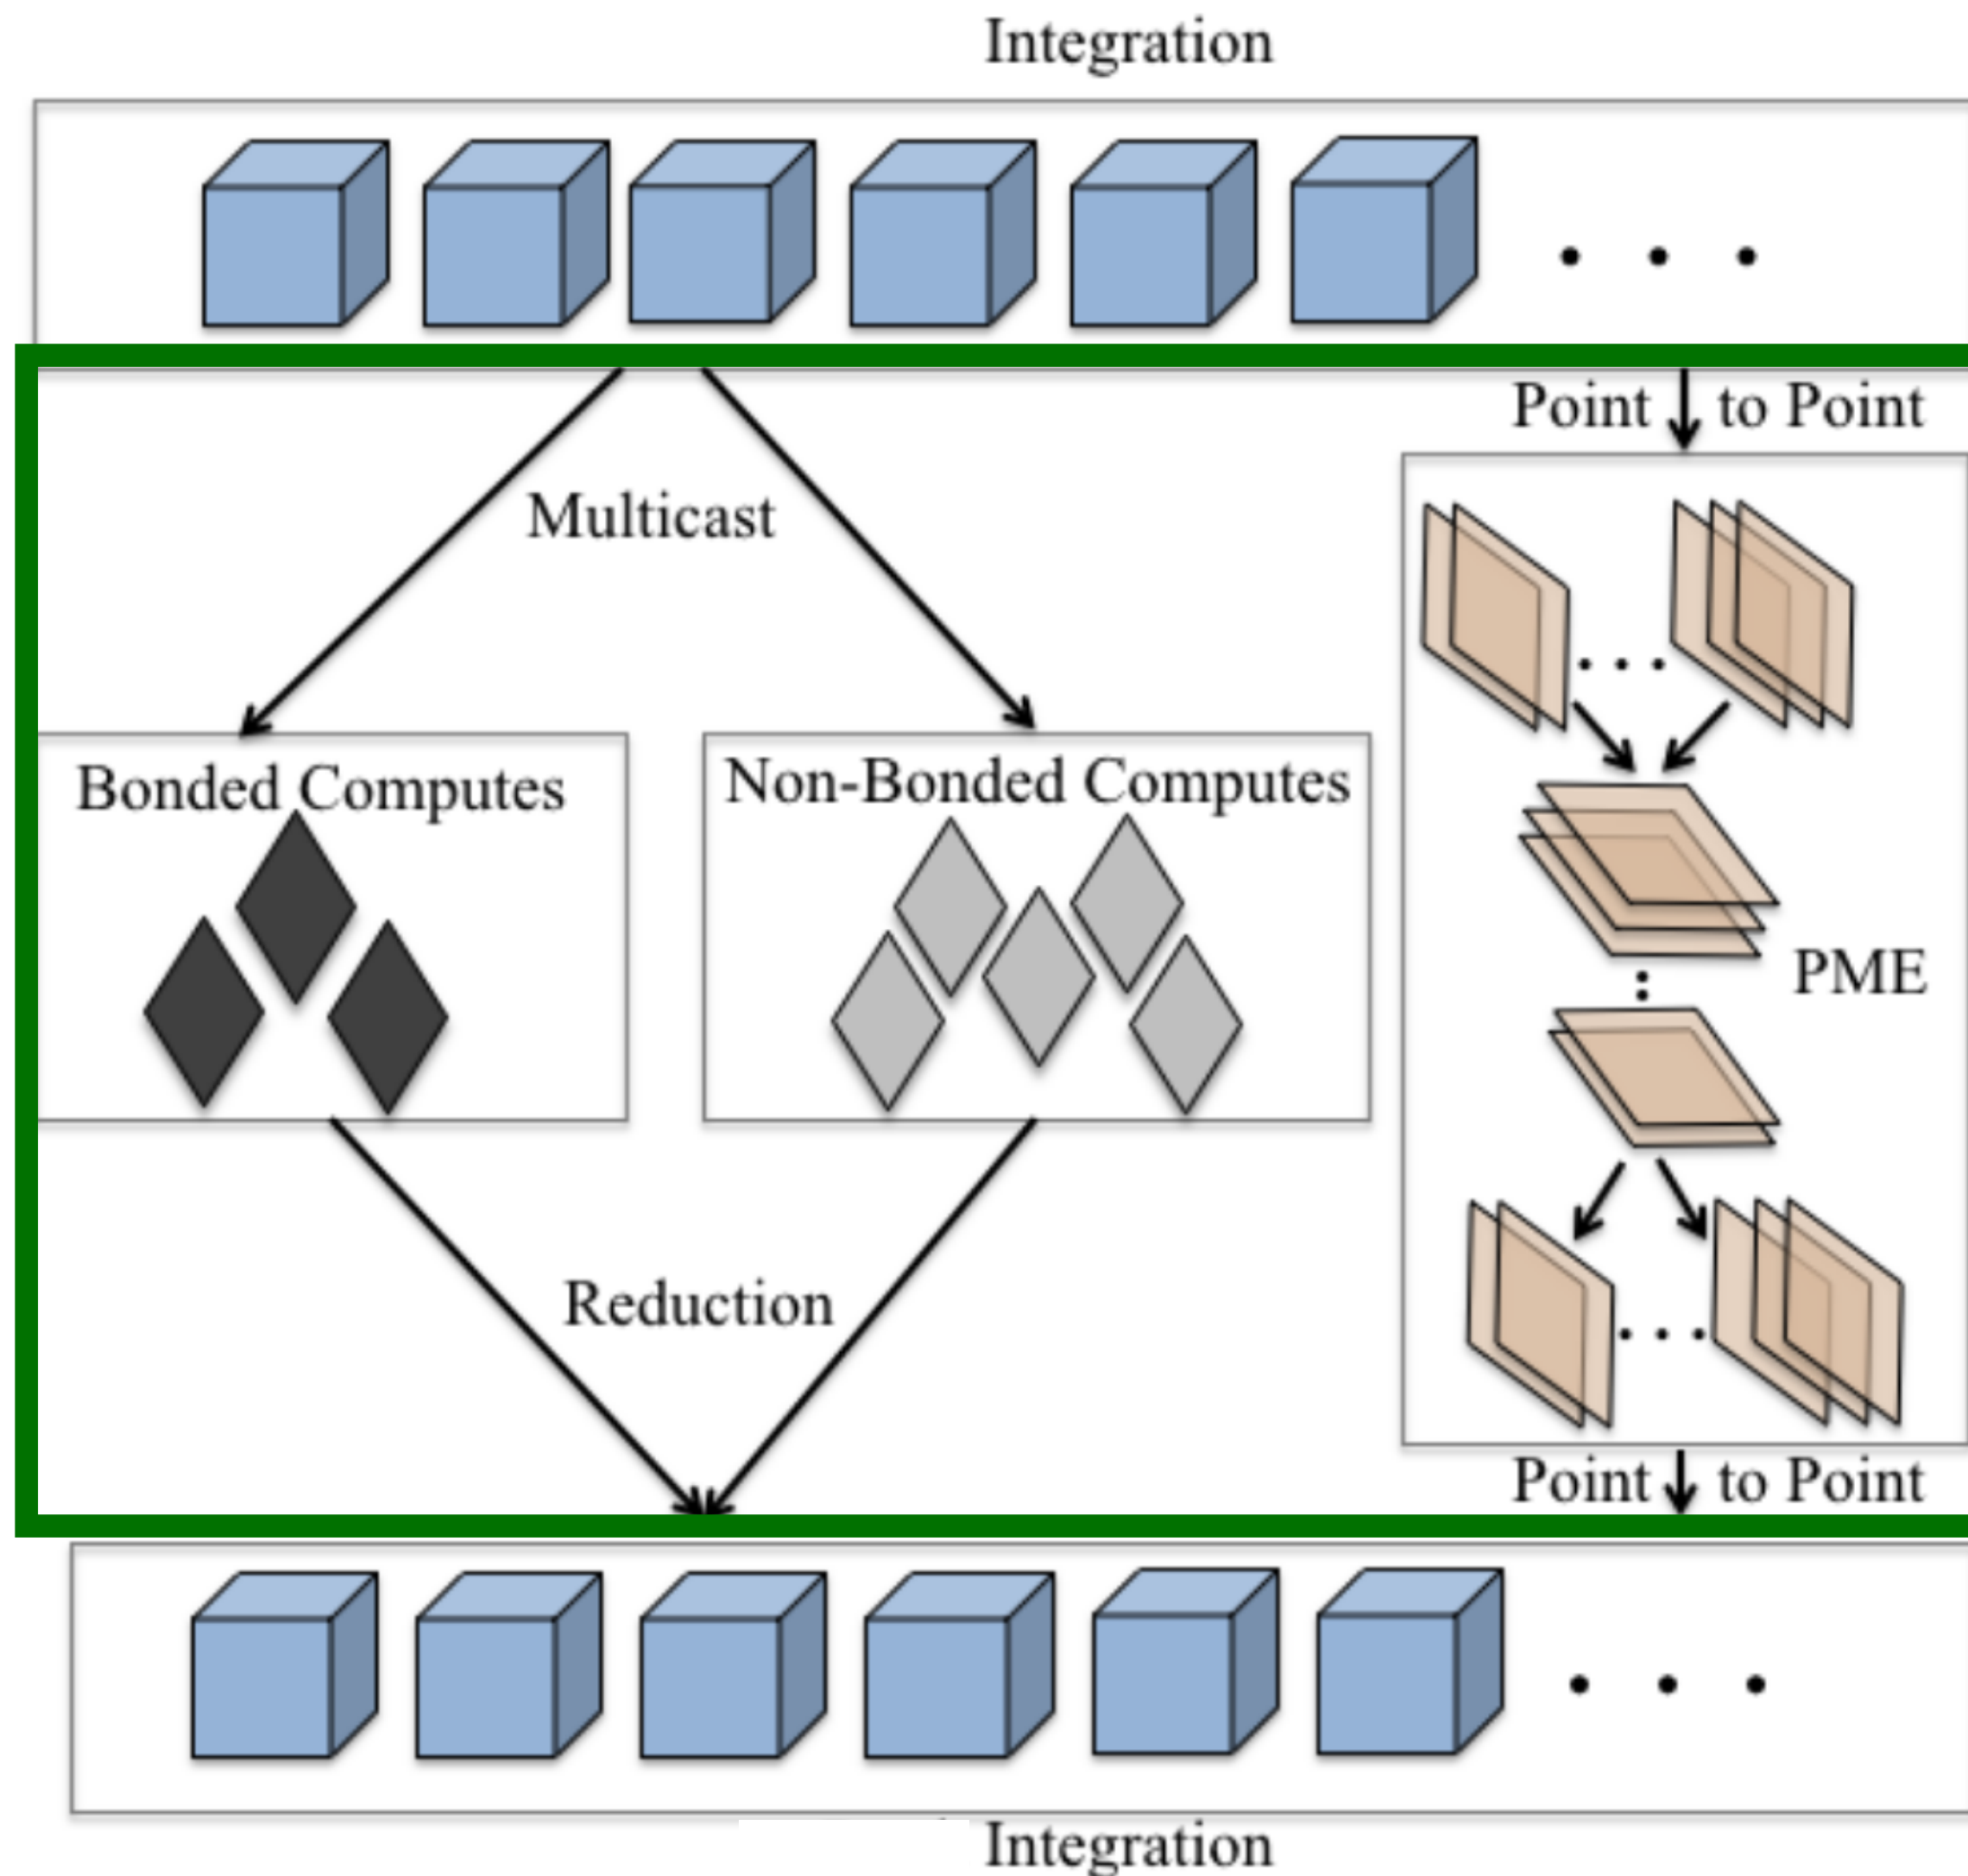 Integration
Point to Point
Multicast
Bonded Computes
Non-Bonded Computes
PME
Reduction
Point to Point
Integration